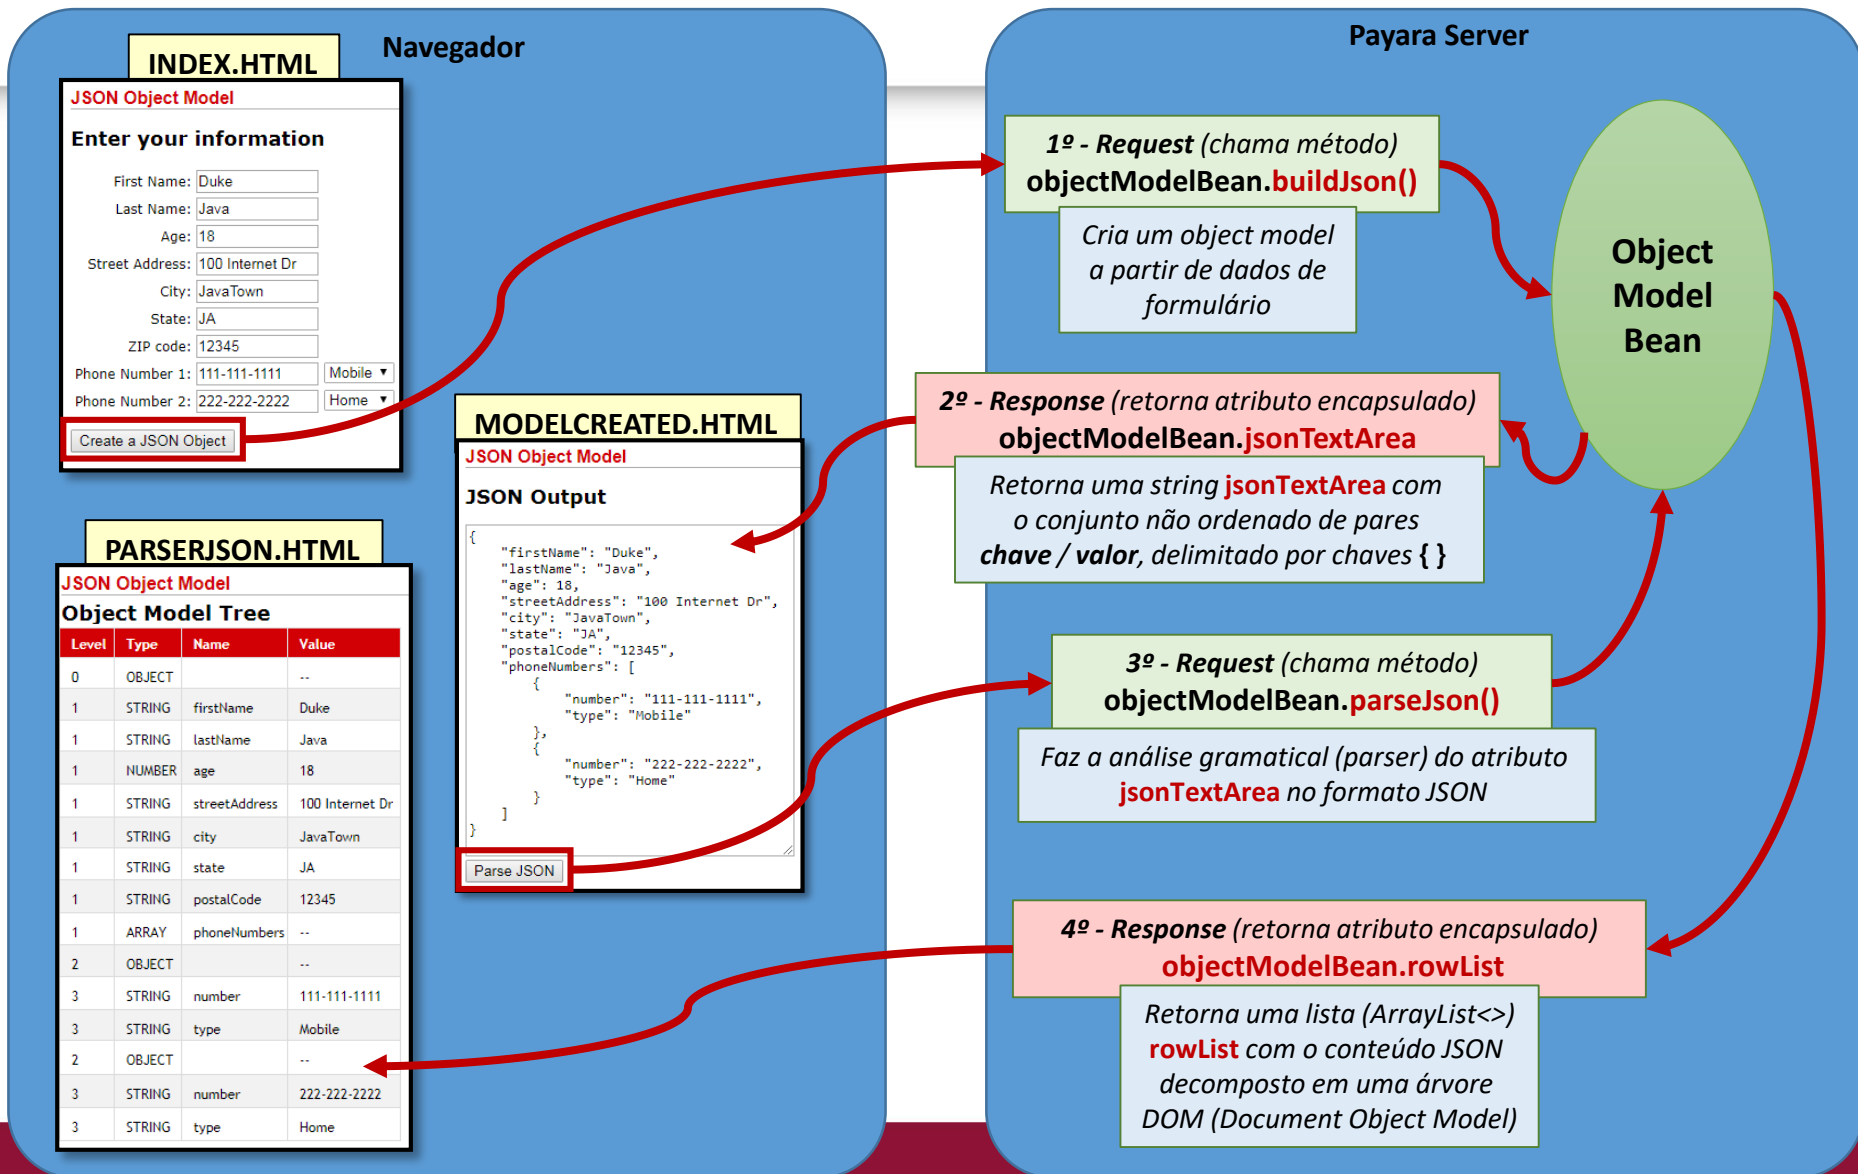 Navegador
INDEX.HTML
JSON Object Model
Enter your information
First Name: Duke
Last Name: Java
Age: 18
Street Address: 100 Internet Dr
City: JavaTown
State: JA
ZIP code: 12345
Phone Number 1: 111-111-1111 Mobile
Phone Number 2: 222-222-2222 Home
Create a JSON Object
MODELCREATED.HTML
JSON Object Model
JSON Output
{
"firstName": "Duke",
"lastName": "Java",
"age": 18,
"streetAddress": "100 Internet Dr",
"city": "JavaTown",
"state": "JA",
"postalCode": "12345",
"phoneNumbers": [
{
"number": "111-111-1111",
"type": "Mobile"
},
{
"number": "222-222-2222",
"type": "Home"
}
]
}
Parse JSON
PARSERJSON.HTML
JSON Object Model
Object Model Tree
Level Type Name Value
0 OBJECT --
1 STRING firstName Duke
1 STRING lastName Java
1 NUMBER age 18
1 STRING streetAddress 100 Internet Dr
1 STRING city JavaTown
1 STRING state JA
1 STRING postalCode 12345
1 ARRAY phoneNumbers --
2 OBJECT --
3 STRING number 111-111-1111
3 STRING type Mobile
2 OBJECT --
3 STRING number 222-222-2222
3 STRING type Home
Payara Server
1º - Request (chama método)
objectModelBean.buildJson()
Cria um object model
a partir de dados de
formulário
Object
Model
Bean
2º - Response (retorna atributo encapsulado)
objectModelBean.jsonTextArea
Retorna uma string jsonTextArea com
o conjunto não ordenado de pares
chave / valor, delimitado por chaves { }
3º - Request (chama método)
objectModelBean.parseJson()
Faz a análise gramatical (parser) do atributo
jsonTextArea no formato JSON
4º - Response (retorna atributo encapsulado)
objectModelBean.rowList
Retorna uma lista (ArrayList<>)
rowList com o conteúdo JSON
decomposto em uma árvore
DOM (Document Object Model)